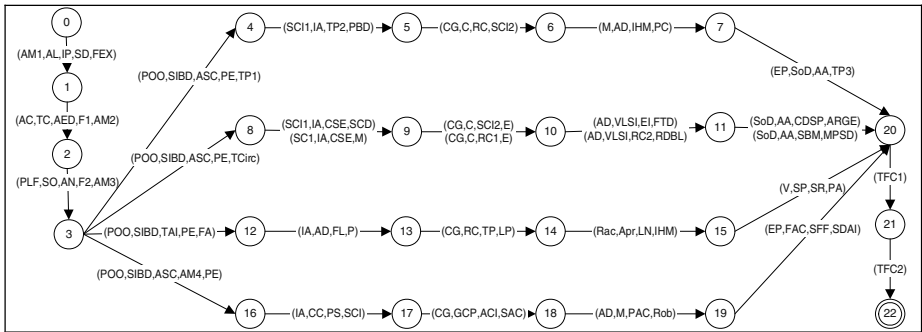 0
4
(SCI1,IA,TP2,PBD)
5
(CG,C,RC,SCI2)
6
(M,AD,IHM,PC)
7
(AM1,AL,IP,SD,FEX)
(POO,SIBD,ASC,PE,TP1)
(EP,SoD,AA,TP3)
1
(AC,TC,AED,F1,AM2)
8
(SCI1,IA,CSE,SCD)
(SC1,IA,CSE,M)
9
(CG,C,SCI2,E)
(CG,C,RC1,E)
10
(AD,VLSI,EI,FTD)
(AD,VLSI,RC2,RDBL)
11
(SoD,AA,CDSP,ARGE)
(SoD,AA,SBM,MPSD)
20
2
(POO,SIBD,ASC,PE,TCirc)
(PLF,SO,AN,F2,AM3)
(V,SP,SR,PA)
(TFC1)
3
(POO,SIBD,TAI,PE,FA)
12
(IA,AD,FL,P)
13
(CG,RC,TP,LP)
14
(Rac,Apr,LN,IHM)
15
(EP,FAC,SFF,SDAI)
21
(POO,SIBD,ASC,AM4,PE)
(TFC2)
16
(IA,CC,PS,SCI)
17
(CG,GCP,ACI,SAC)
18
(AD,M,PAC,Rob)
19
22